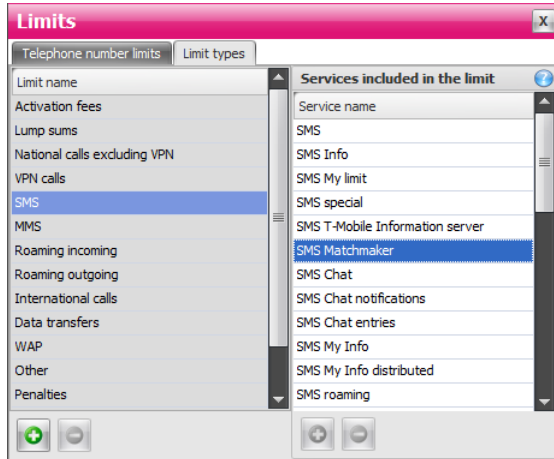 Limits
x
Telephone number limits
Limit types
Limit name
Activation fees
Lump sums
National calls excluding VPN
VPN calls
SMS
MMS
Roaming incoming
Roaming outgoing
International calls
Data transfers
WAP
Other
Penalties
Services included in the limit
?
Service name
SMS
SMS Info
SMS My limit
SMS special
SMS T-Mobile Information server
SMS Matchmaker
SMS Chat
SMS Chat notifications
SMS Chat entries
SMS My Info
SMS My Info distributed
SMS roaming